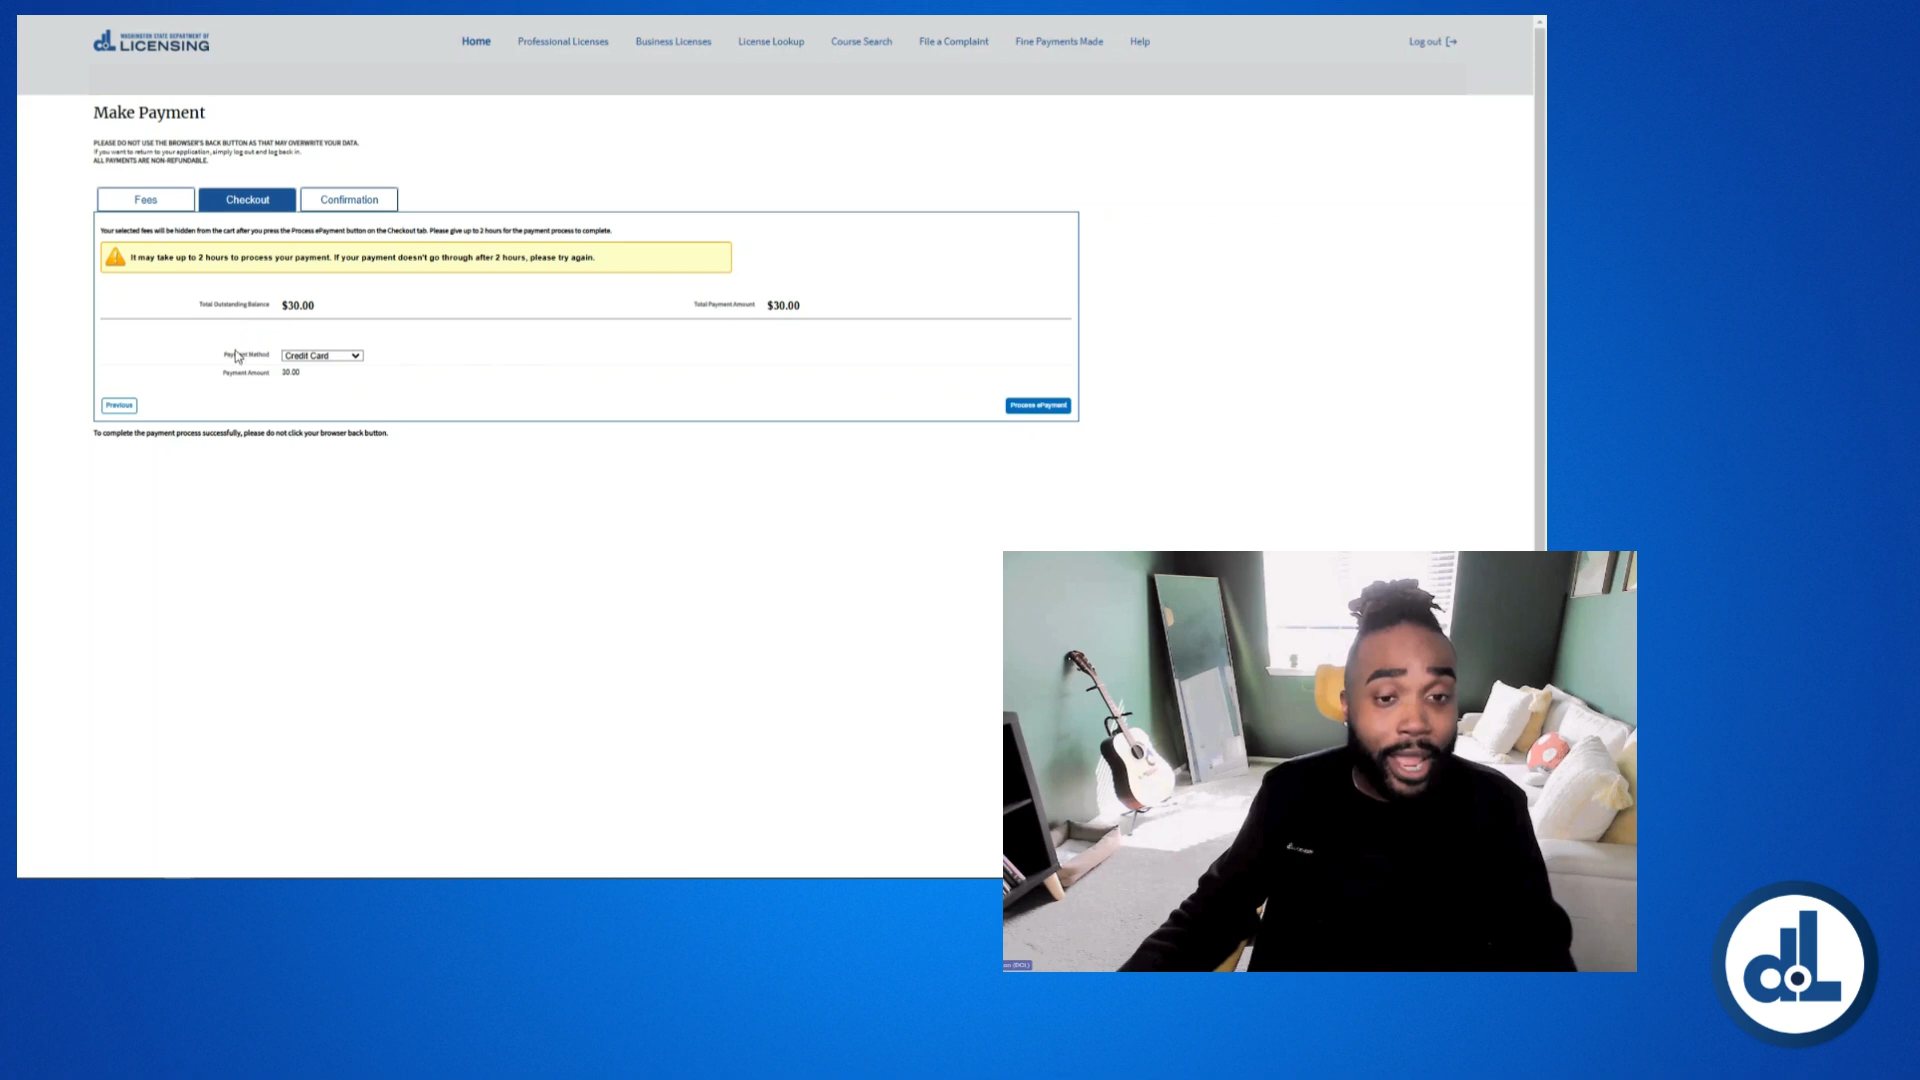 WASHINGTON STATE DEPARTMENT OF
LICENSING
Home
Professional Licenses
Business Licenses
License Lookup
Course Search
File a Complaint
Fine Payments Made
Help
Log out
Make Payment
PLEASE DO NOT USE THE BROWSER'S BACK BUTTON AS THAT MAY OVERWRITE YOUR DATA.
If you want to return to your application, simply log out and log back in.
ALL PAYMENTS ARE NON-REFUNDABLE.
Fees
Checkout
Confirmation
Your selected fees will be hidden from the cart after you press the Process ePayment button on the Checkout tab. Please give up to 2 hours for the payment process to complete.
It may take up to 2 hours to process your payment. If your payment doesn't go through after 2 hours, please try again.
Total Outstanding Balance $30.00
Total Payment Amount $30.00
Method Credit Card
Payment Amount 30.00
Previous
Process ePayment
To complete the payment process successfully, please do not click your browser back button.
(DOL)
doL